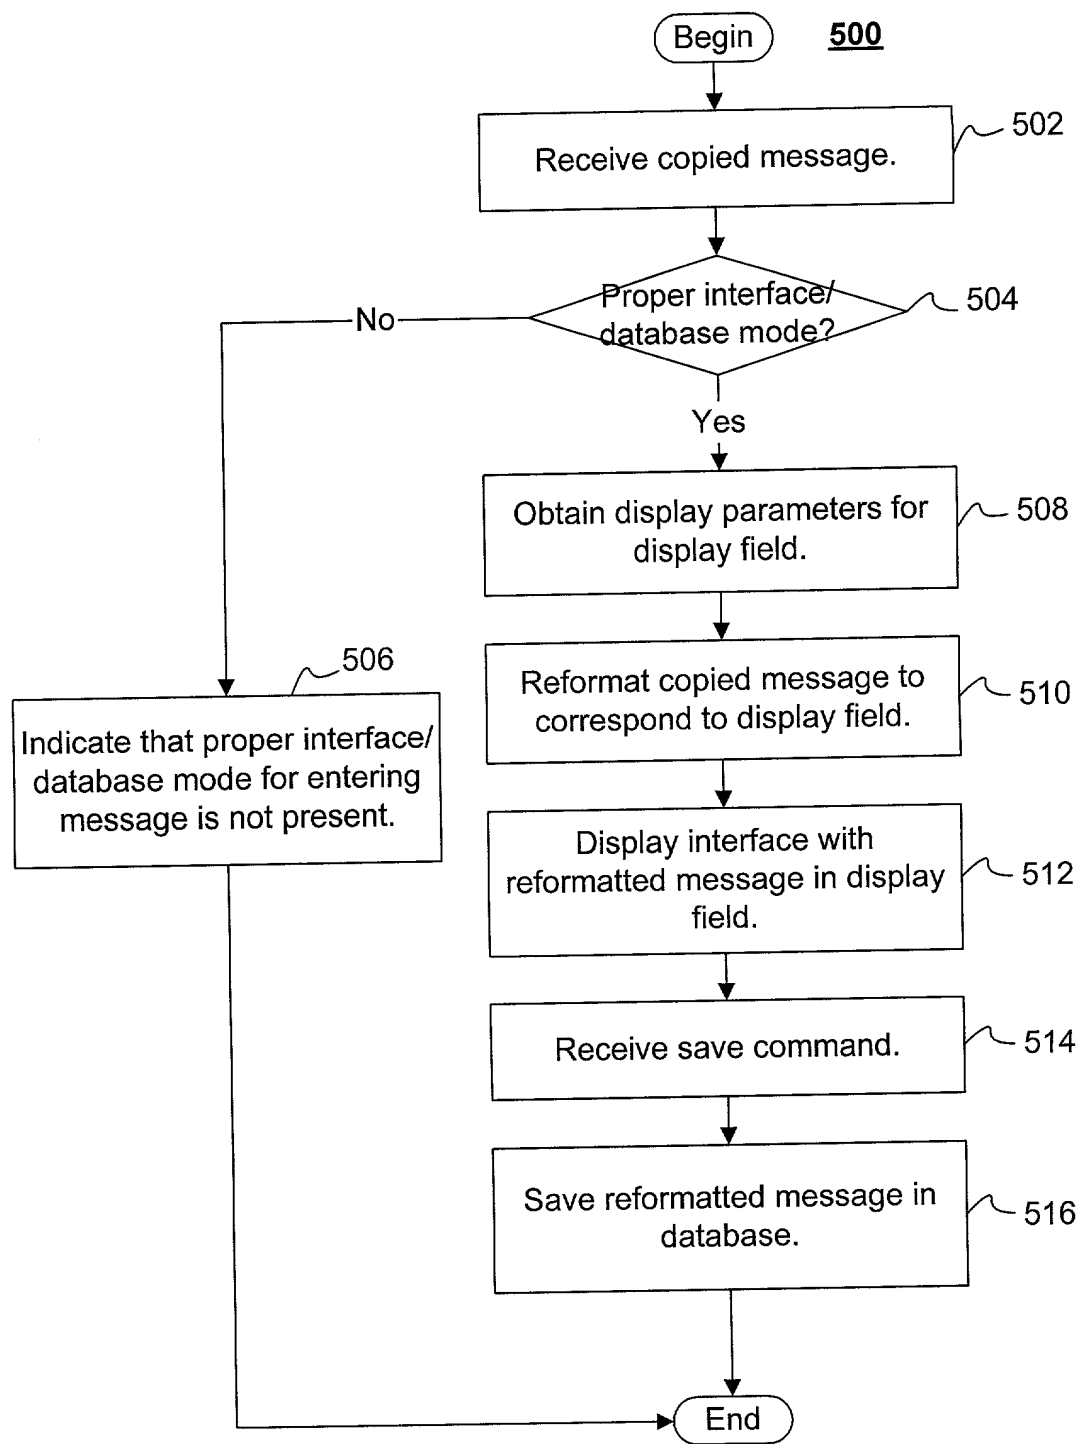 Begin
500
Receive copied message.
502
Proper interface/
database mode?
504
No
Yes
Obtain display parameters for
display field.
508
506
Indicate that proper interface/
database mode for entering
message is not present.
Reformat copied message to
correspond to display field.
510
Display interface with
reformatted message in display
field.
512
Receive save command.
514
Save reformatted message in
database.
516
End